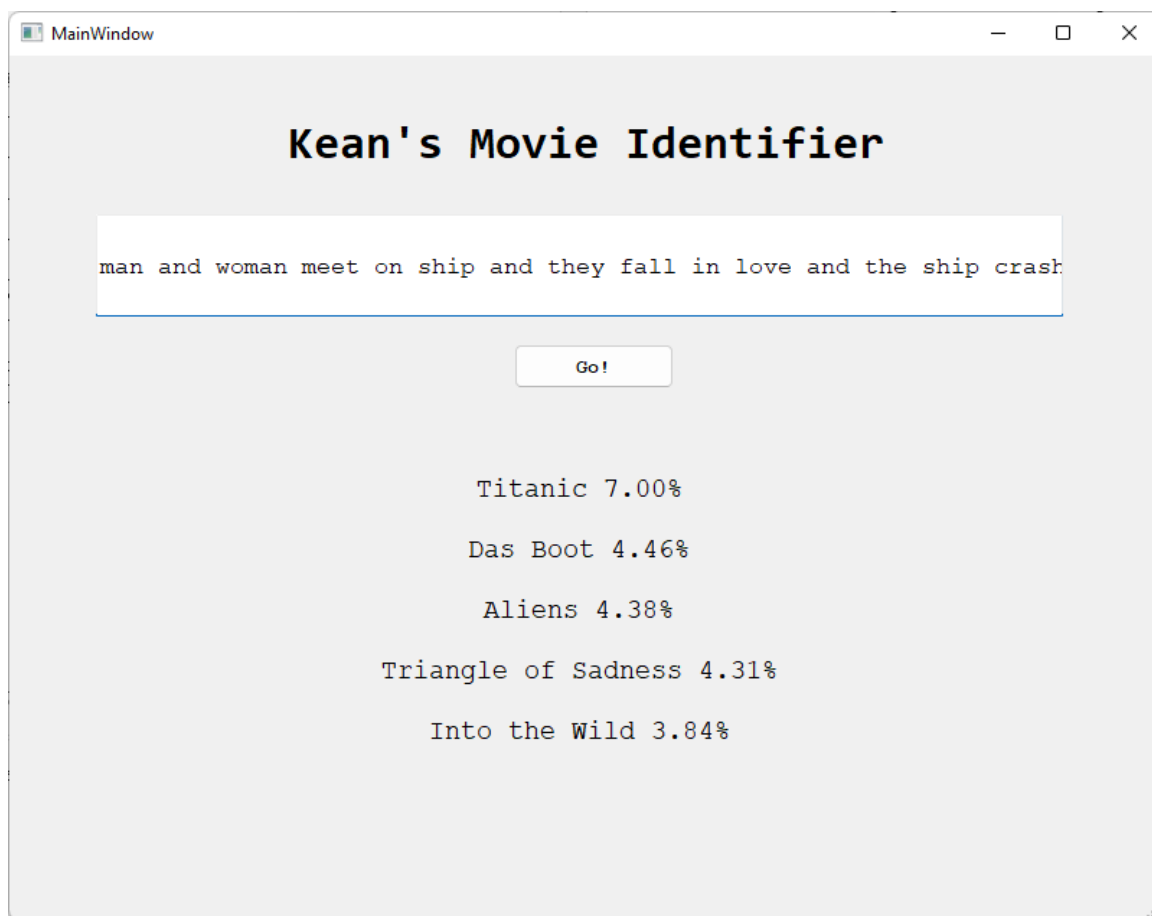 MainWindow
Kean's Movie Identifier
man and woman meet on ship and they fall in love and the ship crash
Go!
Titanic 7.00%
Das Boot 4.46%
Aliens 4.38%
Triangle of Sadness 4.31%
Into the Wild 3.84%